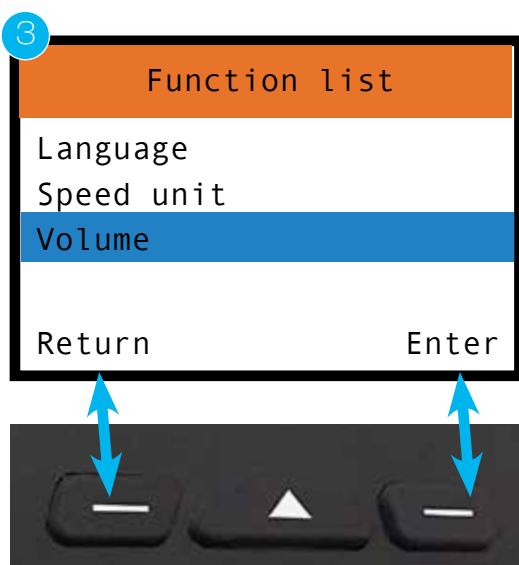 3
Function list
Language
Speed unit
Volume
Return Enter